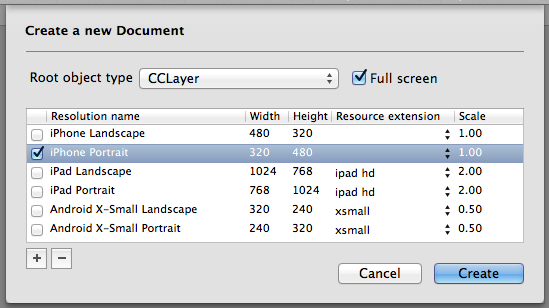 Create a new Document
Root object type CCLayer Full screen
Resolution name Width Height Resource extension Scale
iPhone Landscape 480 320 1.00
iPhone Portrait 320 480 1.00
iPad Landscape 1024 768 ipad hd 2.00
iPad Portrait 768 1024 ipad hd 2.00
Android X-Small Landscape 320 240 xsmall 0.50
Android X-Small Portrait 240 320 xsmall 0.50
+ −
Cancel Create